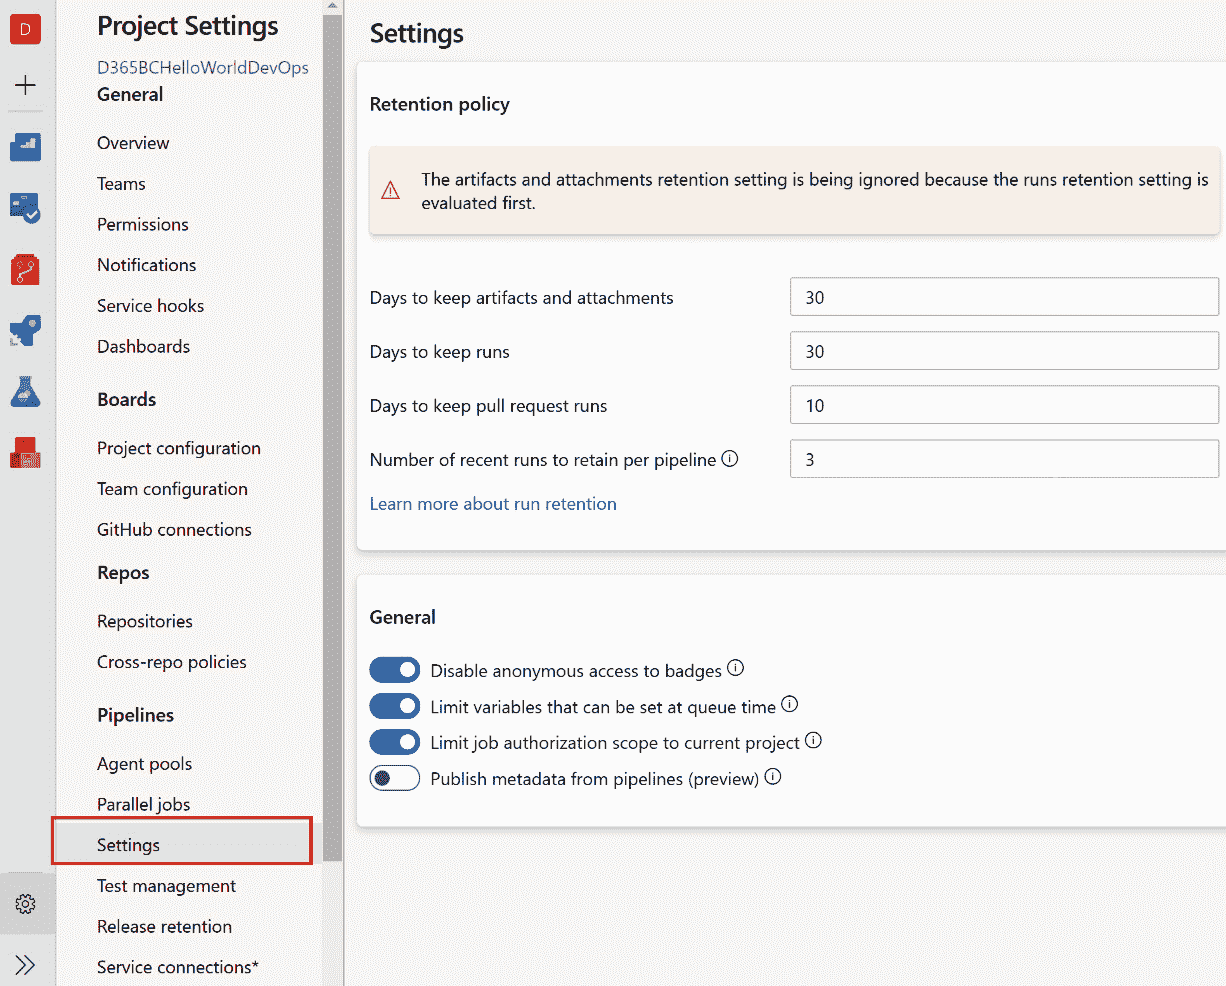 D
Project Settings
D365BCHelloWorldDevOps
General
Overview
Teams
Permissions
Notifications
Service hooks
Dashboards
Boards
Project configuration
Team configuration
GitHub connections
Repos
Repositories
Cross-repo policies
Pipelines
Agent pools
Parallel jobs
Settings
Test management
Release retention
Service connections*
Settings
Retention policy
The artifacts and attachments retention setting is being ignored because the runs retention setting is
evaluated first.
Days to keep artifacts and attachments 30
Days to keep runs 30
Days to keep pull request runs 10
Number of recent runs to retain per pipeline 3
Learn more about run retention
General
Disable anonymous access to badges
Limit variables that can be set at queue time
Limit job authorization scope to current project
Publish metadata from pipelines (preview)